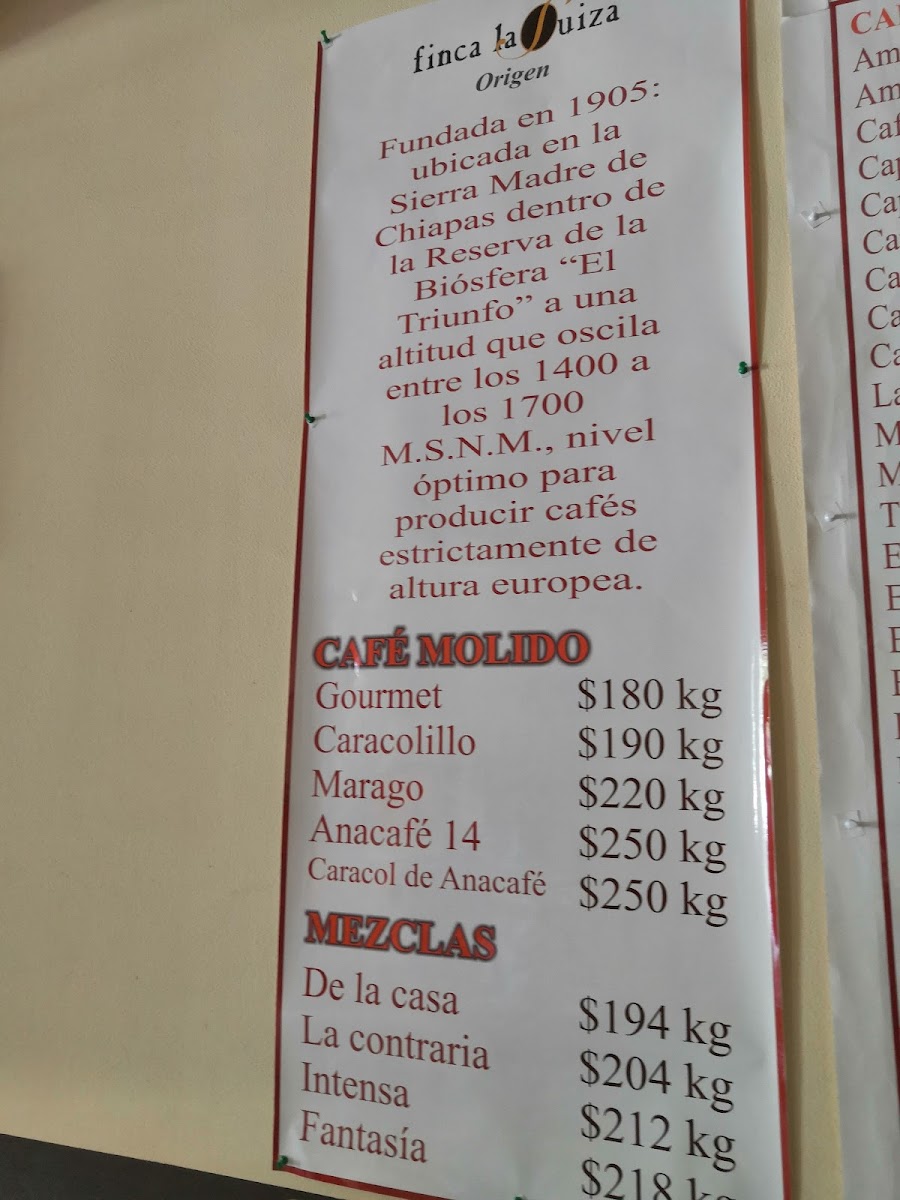 finca la Suiza
Origen
Fundada en 1905:
ubicada en la
Sierra Madre de
Chiapas dentro de
la Reserva de la
Biósfera “El
Triunfo” a una
altitud que oscila
entre los 1400 a
los 1700
M.S.N.M., nivel
óptimo para
producir cafés
estrictamente de
altura europea.
CAFÉ MOLIDO
Gourmet $180 kg
Caracolillo $190 kg
Marago $220 kg
Anacafé 14 $250 kg
Caracol de Anacafé $250 kg
MEZCLAS
De la casa $194 kg
La contraria $204 kg
Intensa $212 kg
Fantasía $218 kg